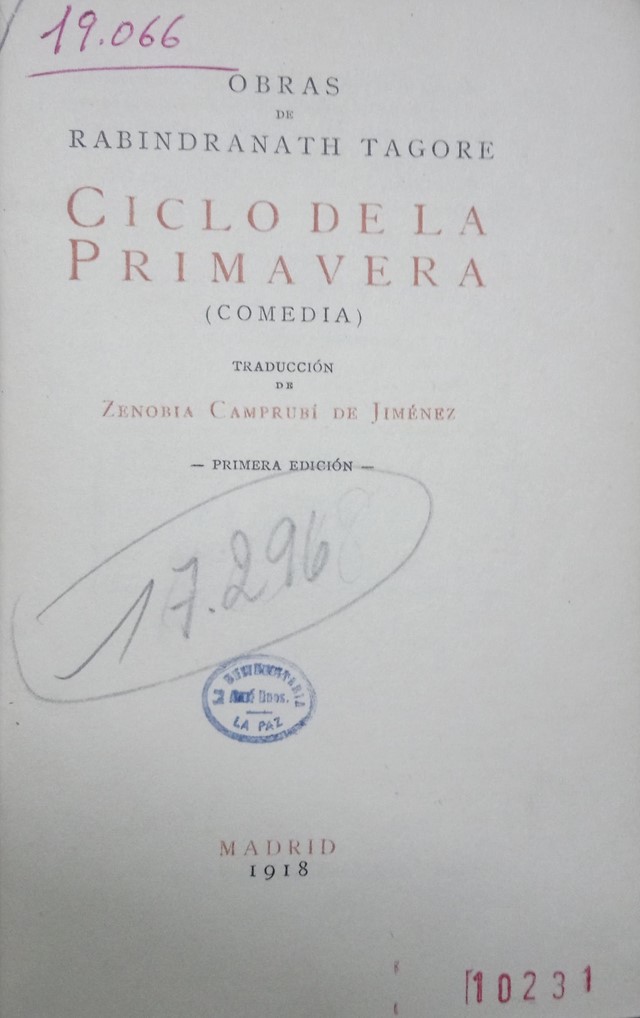 19.066
OBRAS
DE
RABINDRANATH TAGORE
CICLO DE LA
PRIMAVERA
(COMEDIA)
TRADUCCIÓN
DE
ZENOBIA CAMPRUBÍ DE JIMÉNEZ
— PRIMERA EDICIÓN —
17.296
LA PAZ
MADRID
1918
10231